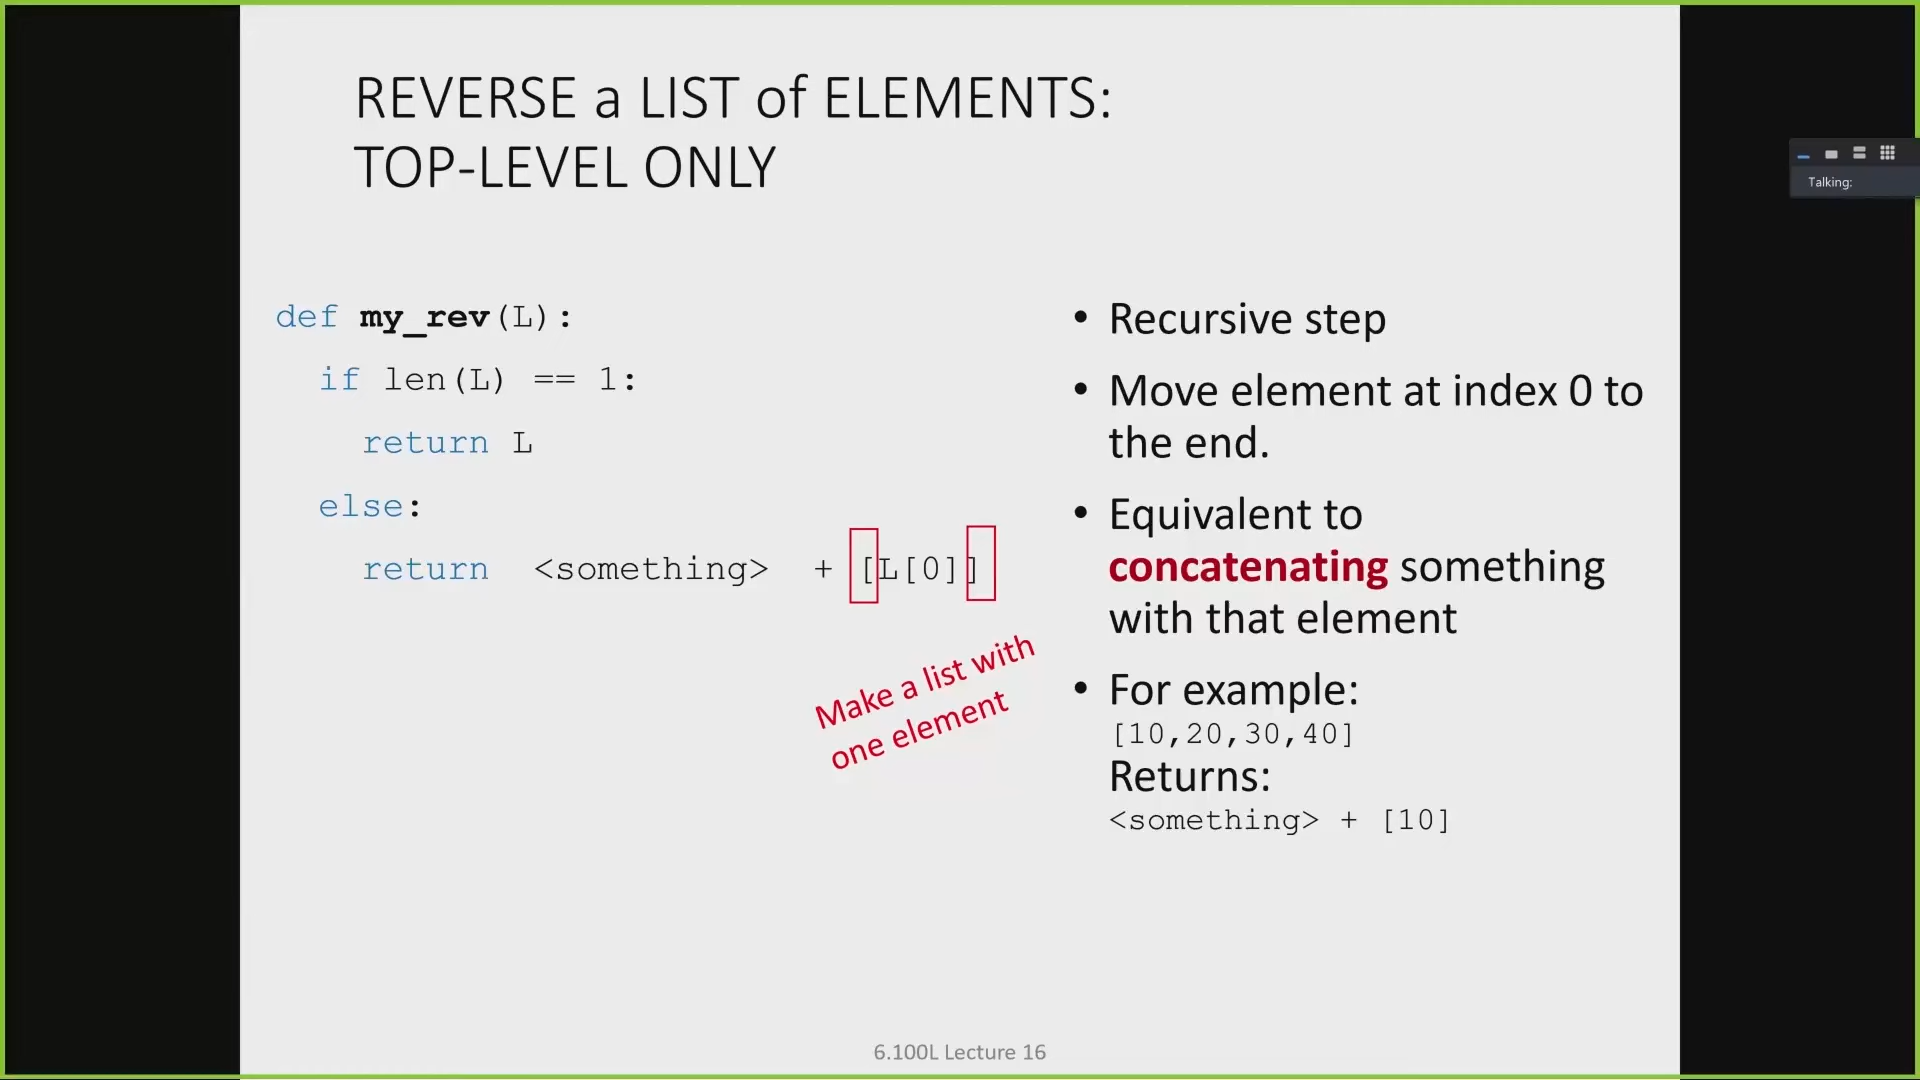 REVERSE a LIST of ELEMENTS:
TOP-LEVEL ONLY
def my_rev(L):
if len(L) == 1:
return L
else:
return <something> + [L[0]]
Make a list with
one element
• Recursive step
• Move element at index 0 to
the end.
• Equivalent to
concatenating something
with that element
• For example:
[10,20,30,40]
Returns:
<something> + [10]
Talking:
6.100L Lecture 16